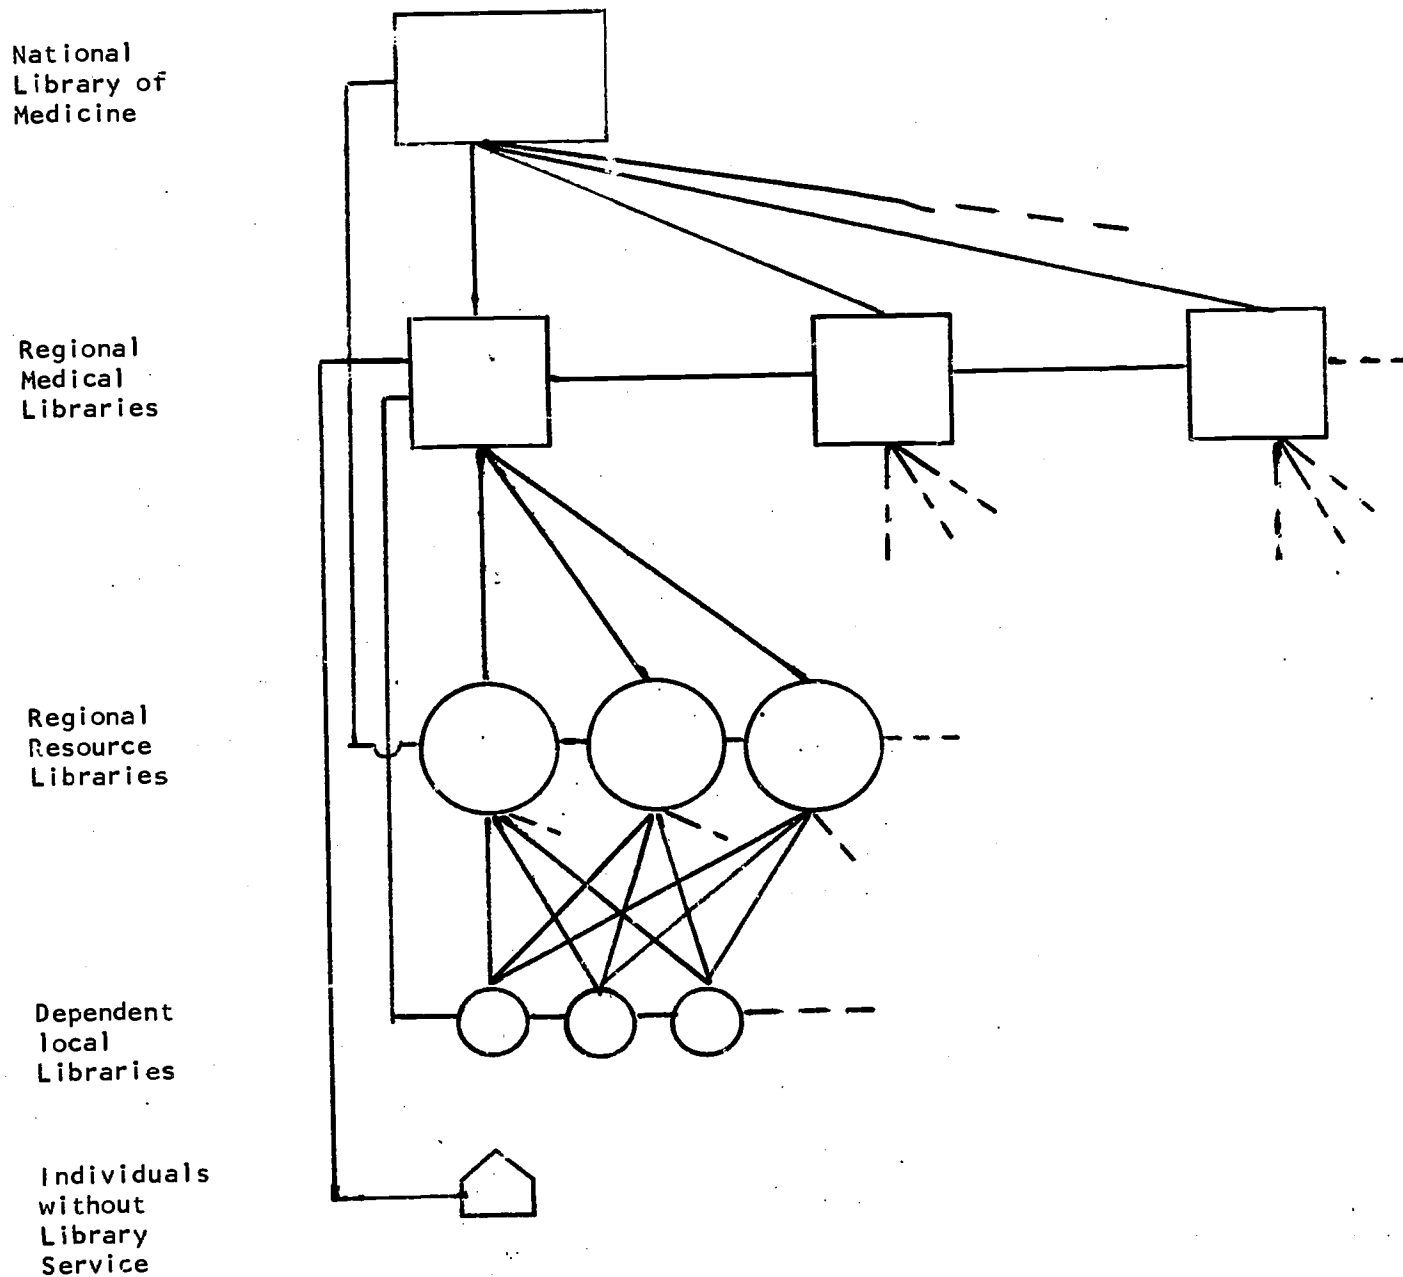 National
Library of
Medicine
Regional
Medical
Libraries
Regional
Resource
Libraries
Dependent
local
Libraries
Individuals
without
Library
Service